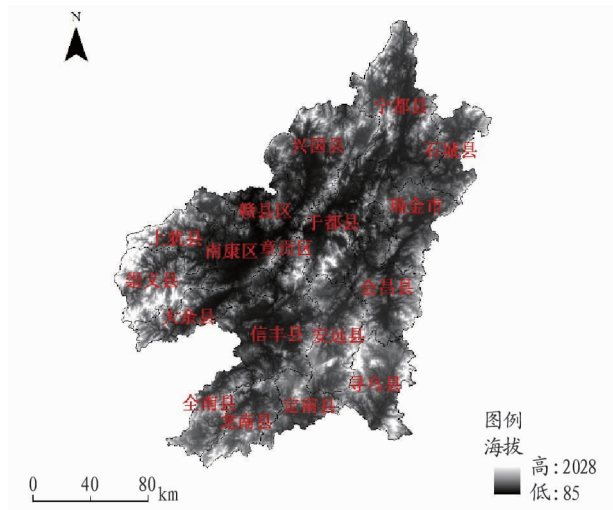 N
宁都县
石城县
兴国县
瑞金市
赣县区
于都县
上犹县
南康区
章贡区
崇义县
会昌县
大余县
信丰县
安远县
寻乌县
全南县
定南县
龙南县
图例
海拔
高:2028
低:85
0 40 80
km